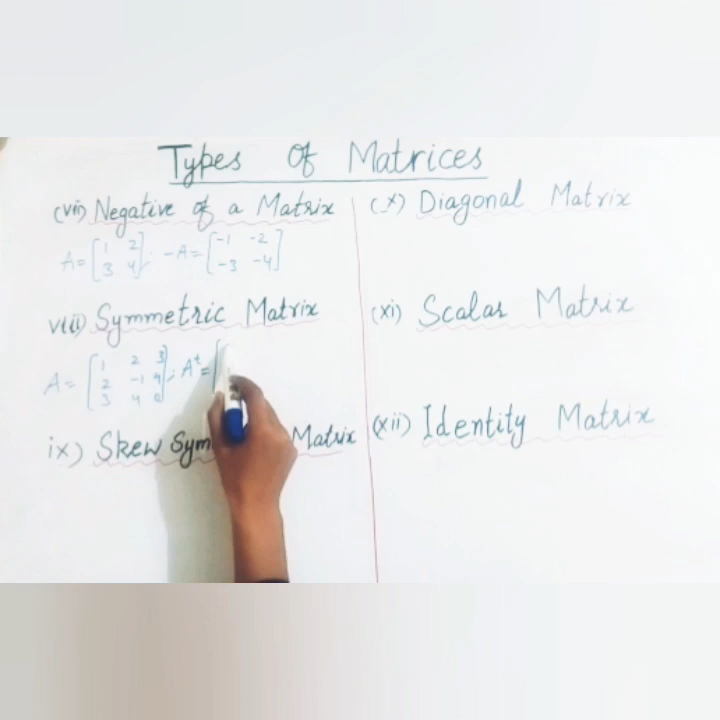 Types Of Matrices
(vii) Negative of a Matrix
A = [1 2
3 4]; -A = [-1 -2
-3 -4]
viii) Symmetric Matrix
A = [1 2 3
2 -1 4
3 4 0]; Aᵗ = [
ix) Skew Sym Matrix
(x) Diagonal Matrix
(xi) Scalar Matrix
(xii) Identity Matrix